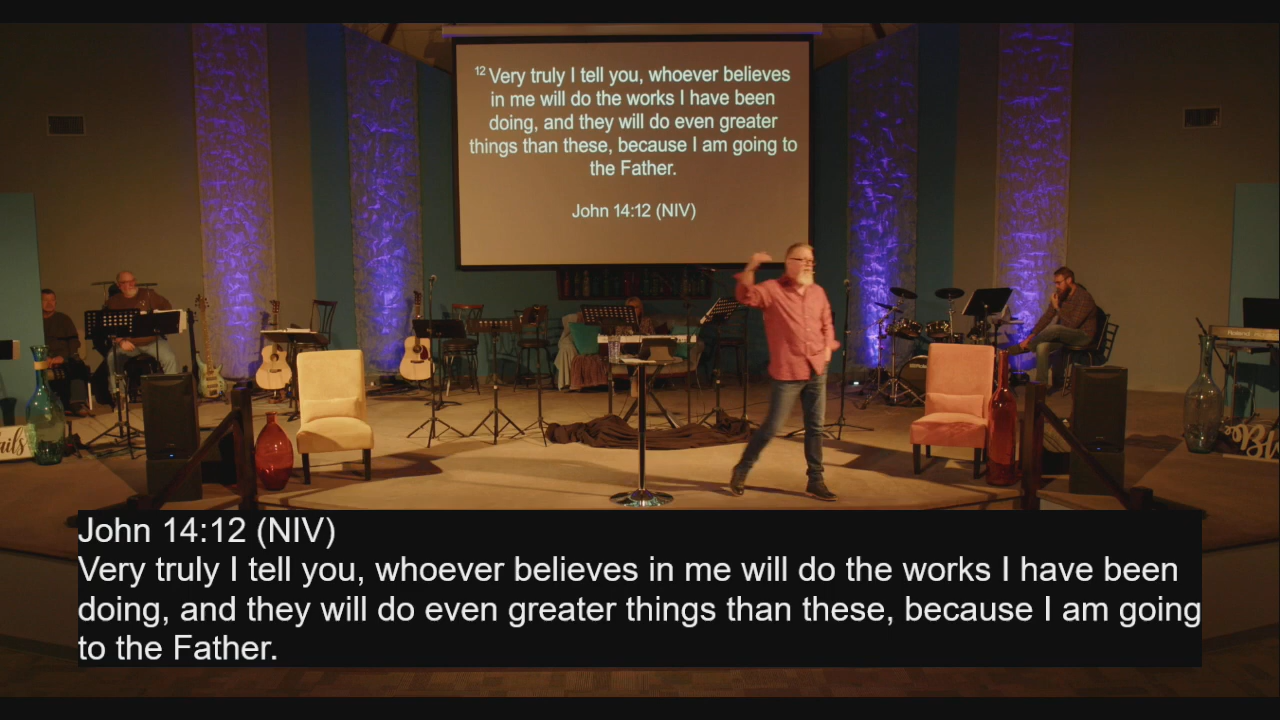 12 Very truly I tell you, whoever believes
in me will do the works I have been
doing, and they will do even greater
things than these, because I am going to
the Father.
John 14:12 (NIV)
John 14:12 (NIV)
Very truly I tell you, whoever believes in me will do the works I have been
doing, and they will do even greater things than these, because I am going
to the Father.